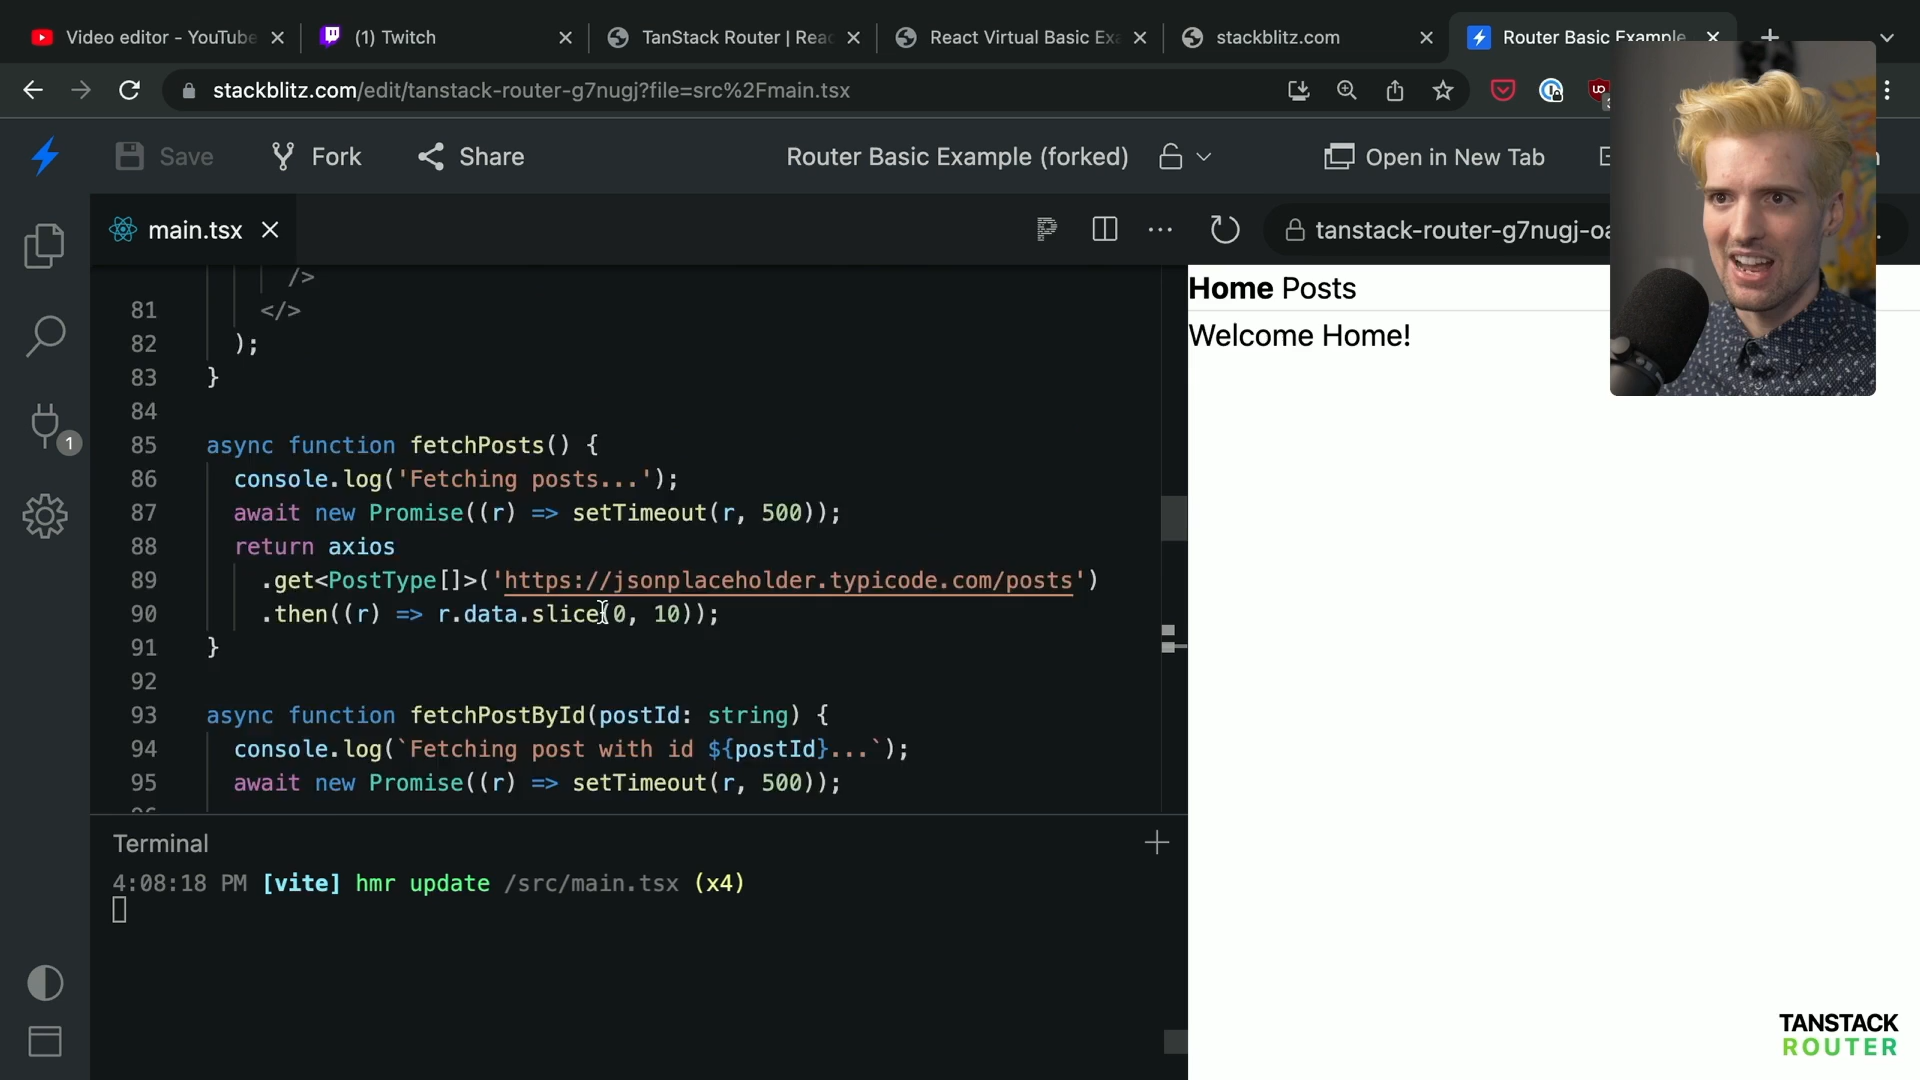 Video editor - YouTube
(1) Twitch
TanStack Router | Rea
React Virtual Basic Ex
stackblitz.com
Router Basic Example
stackblitz.com/edit/tanstack-router-g7nugj?file=src%2Fmain.tsx
Save
Fork
Share
Router Basic Example (forked)
Open in New Tab
main.tsx
tanstack-router-g7nugj-oa
1
/>
81 </>
82 );
83 }
84
85 async function fetchPosts() {
86 console.log('Fetching posts...');
87 await new Promise((r) => setTimeout(r, 500));
88 return axios
89 .get<PostType[]>('https://jsonplaceholder.typicode.com/posts')
90 .then((r) => r.data.slice(0, 10));
91 }
92
93 async function fetchPostById(postId: string) {
94 console.log(`Fetching post with id ${postId}...`);
95 await new Promise((r) => setTimeout(r, 500));
Home Posts
Welcome Home!
Terminal
4:08:18 PM [vite] hmr update /src/main.tsx (x4)
TANSTACK
ROUTER